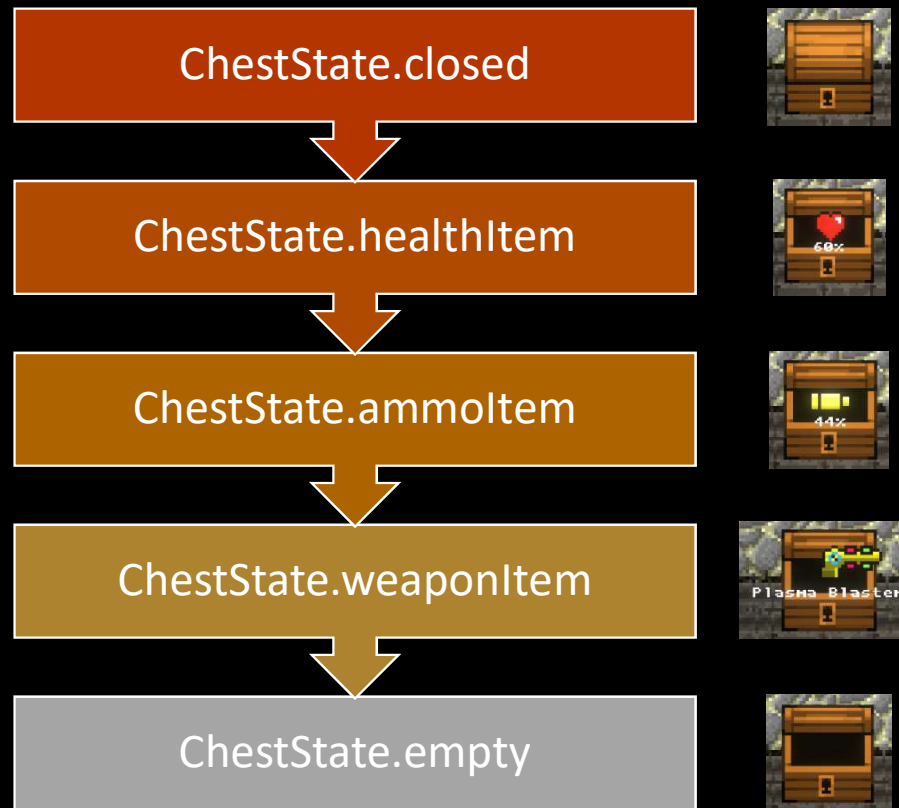 ChestState.closed
ChestState.healthItem
60%
ChestState.ammoItem
44%
ChestState.weaponItem
Plasma Blaster
ChestState.empty